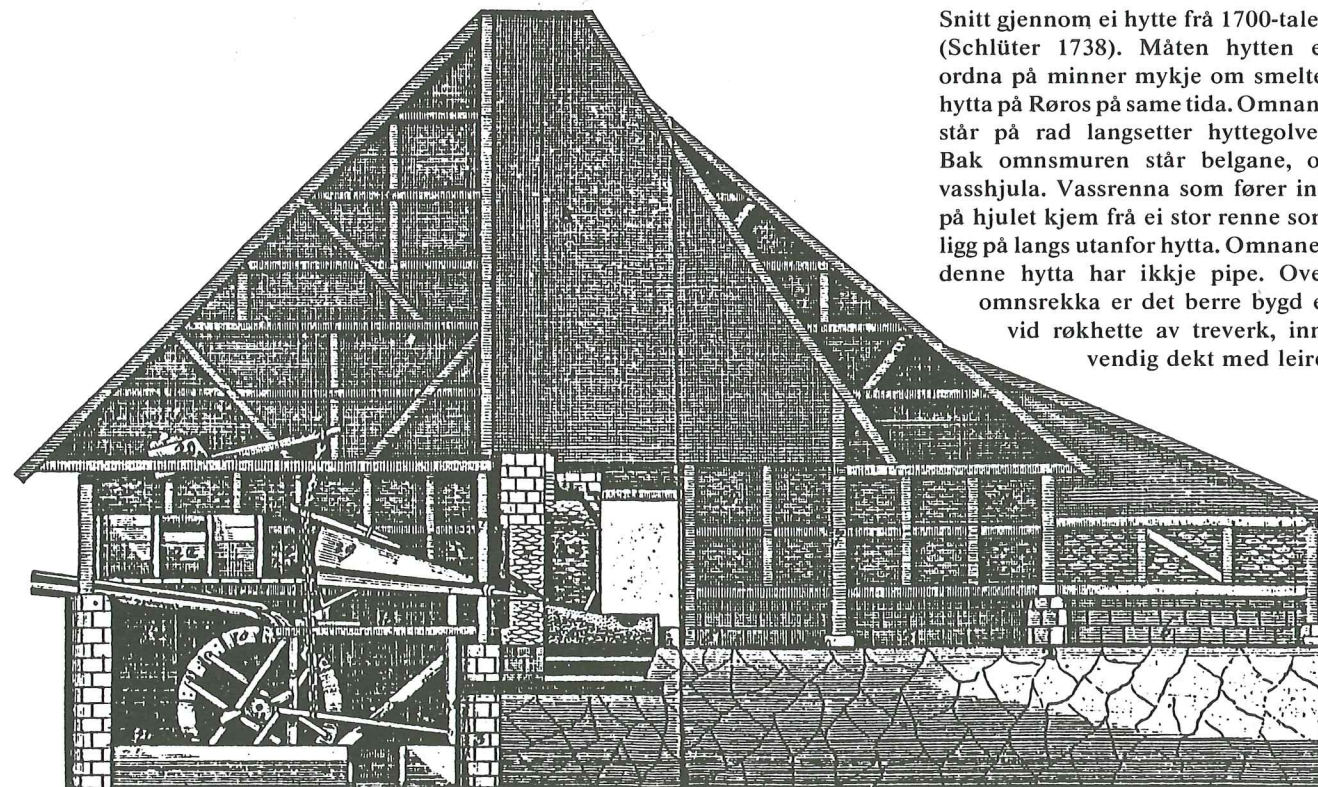 Snitt gjennom ei hytte frå 1700-tale
(Schlüter 1738). Måten hytten e
ordna på minner mykje om smelte
hytta på Røros på same tida. Omnan
står på rad langsetter hyttegolve
Bak omnsmuren står belgane, o
vasshjula. Vassrenna som fører in
på hjulet kjem frå ei stor renne som
ligg på langs utanfor hytta. Omnane
denne hytta har ikkje pipe. Ove
omnsrekka er det berre bygd e
vid røkhette av treverk, inn
vendig dekt med leire